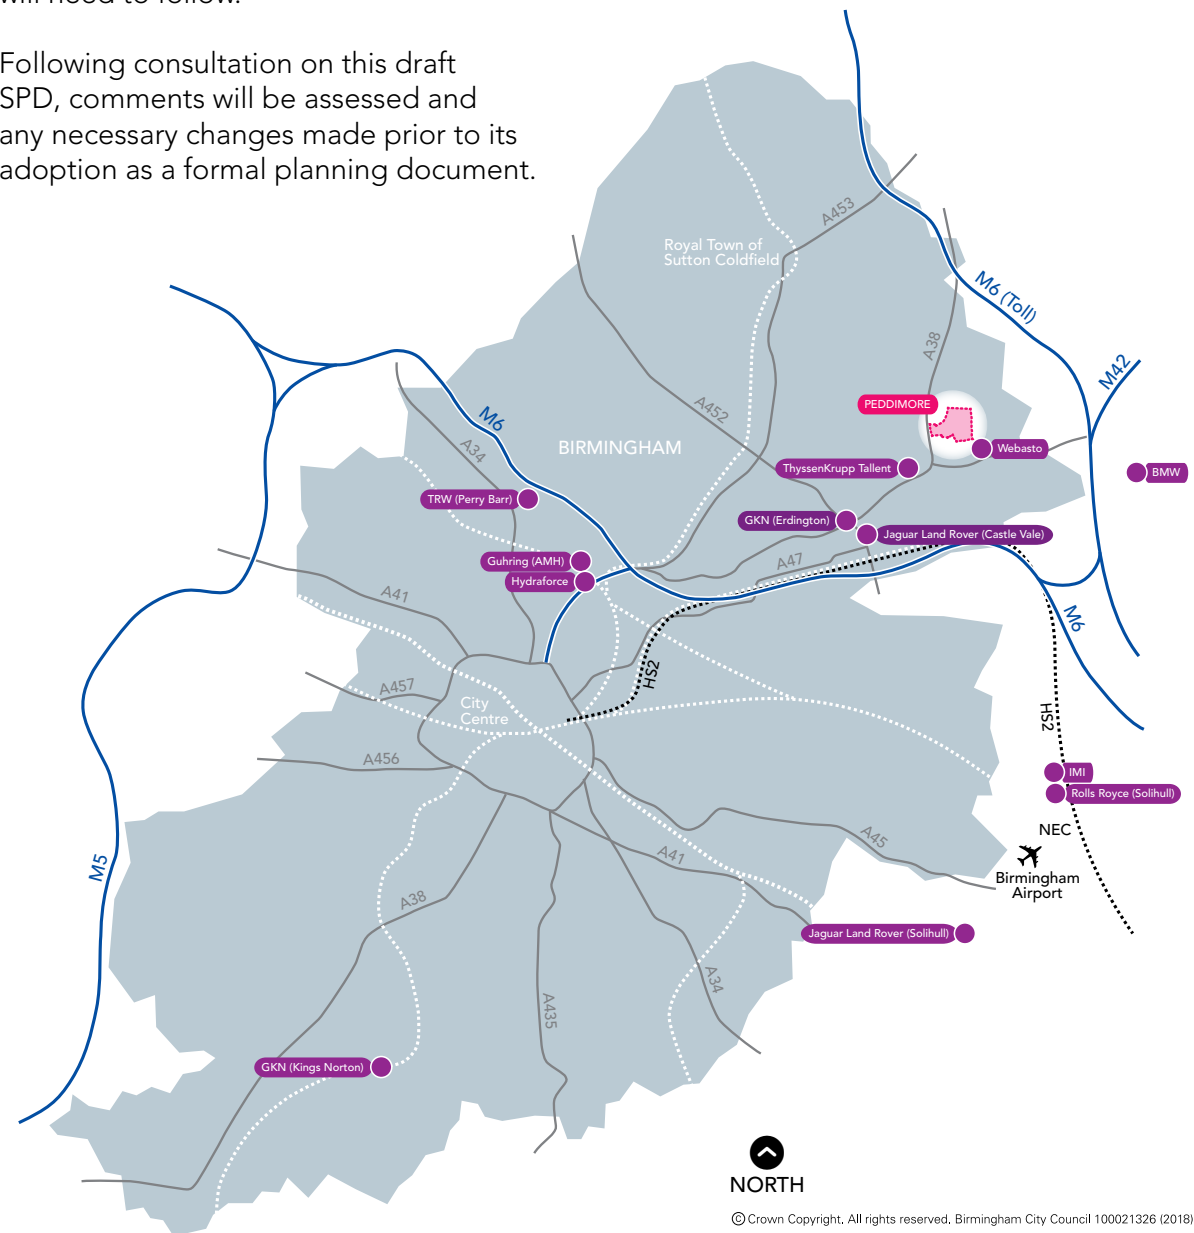 will need to follow.
Following consultation on this draft
SPD, comments will be assessed and
any necessary changes made prior to its
adoption as a formal planning document.
A453
Royal Town of
Sutton Coldfield
M6 (Toll)
A38
M42
PEDDIMORE
A452
M6
BIRMINGHAM
A34
Webasto
ThyssenKrupp Tallent
BMW
TRW (Perry Barr)
GKN (Erdington)
Jaguar Land Rover (Castle Vale)
Guhring (AMH)
A47
Hydraforce
A41
M6
HS2
A457
City
Centre
HS2
A456
IMI
Rolls Royce (Solihull)
NEC
A45
A41
M5
Birmingham
Airport
A38
Jaguar Land Rover (Solihull)
A34
A435
GKN (Kings Norton)
NORTH
© Crown Copyright. All rights reserved. Birmingham City Council 100021326 (2018)